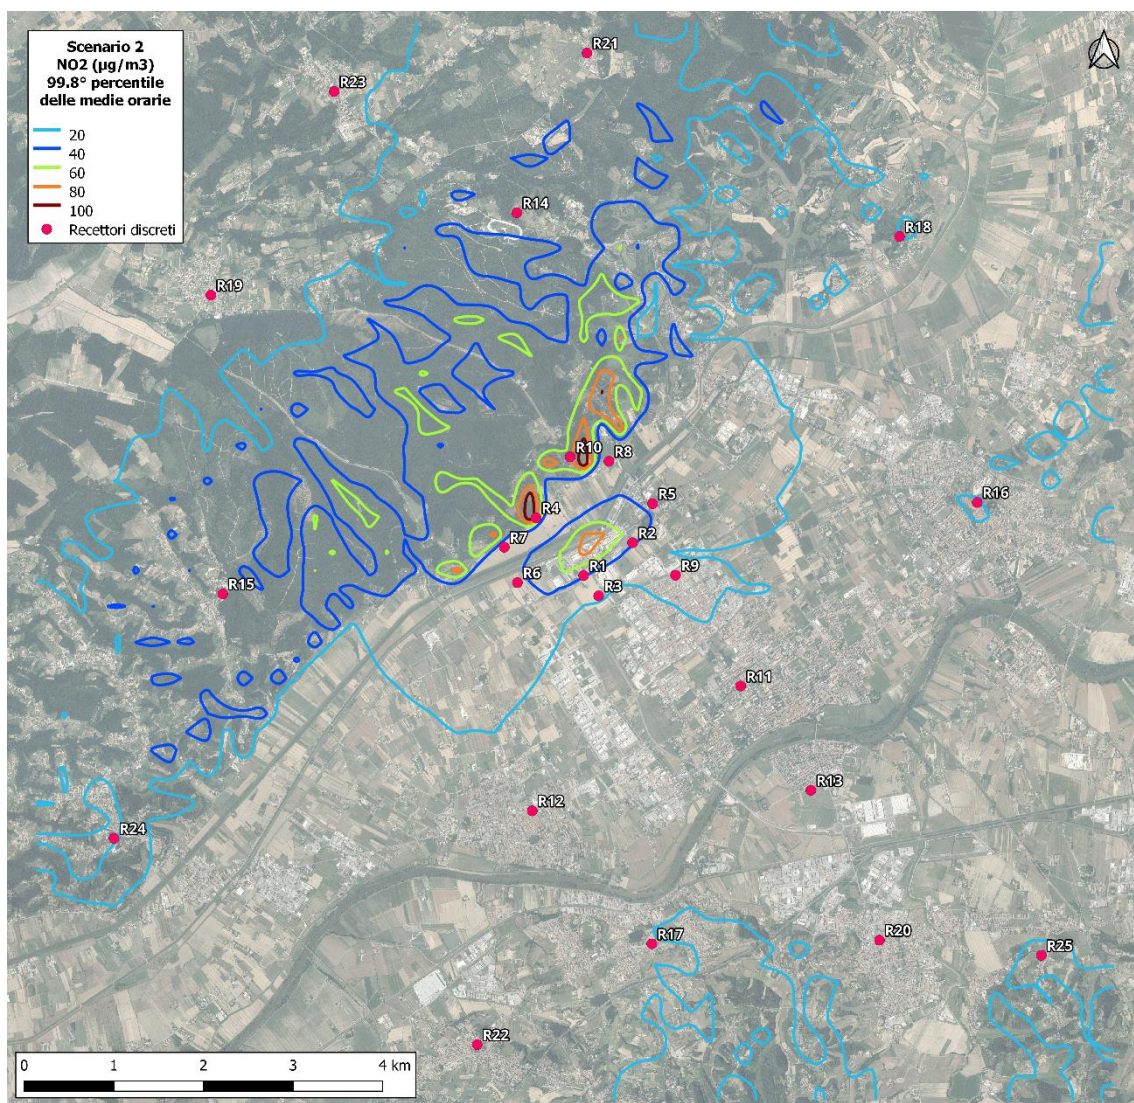 Scenario 2
NO2 (µg/m3)
99.8° percentile
delle medie orarie
20
40
60
80
100
Recettori discreti
N
R21
R23
R14
R18
R19
R10
R8
R4
R5
R16
R7
R2
R6
R1
R9
R3
R15
R11
R13
R12
R24
R17
R20
R25
R22
0 1 2 3 4 km